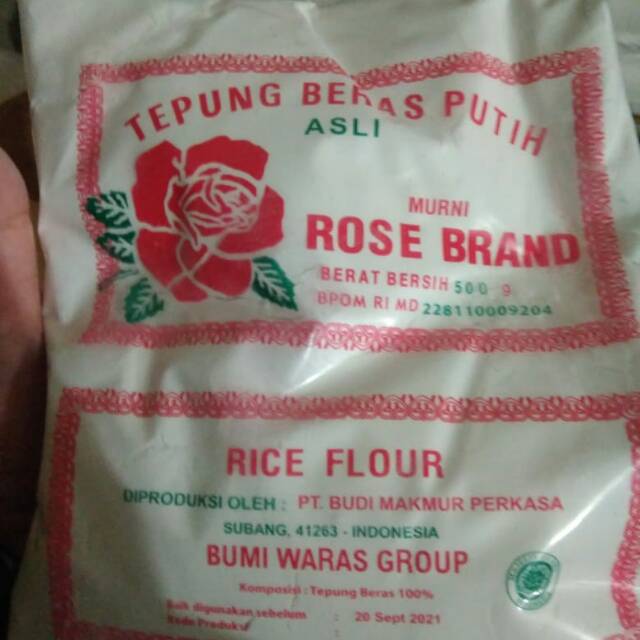 TEPUNG BERAS PUTIH
ASLI
MURNI
ROSE BRAND
BERAT BERSIH 500 g
BPOM RI MD 228110009204
RICE FLOUR
DIPRODUKSI OLEH : PT. BUDI MAKMUR PERKASA
SUBANG, 41263 - INDONESIA
BUMI WARAS GROUP
Komposisi : Tepung Beras 100%
Baik digunakan sebelum : 20 Sept 2021
Kode Produksi :